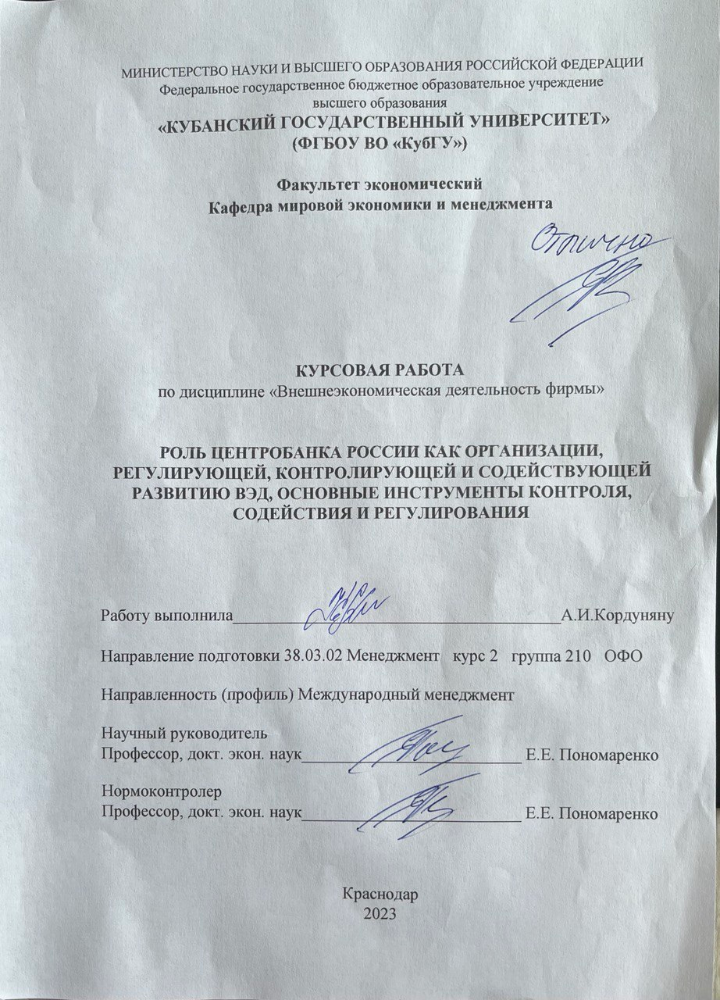 МИНИСТЕРСТВО НАУКИ И ВЫСШЕГО ОБРАЗОВАНИЯ РОССИЙСКОЙ ФЕДЕРАЦИИ
Федеральное государственное бюджетное образовательное учреждение
высшего образования
«КУБАНСКИЙ ГОСУДАРСТВЕННЫЙ УНИВЕРСИТЕТ»
(ФГБОУ ВО «КубГУ»)
Факультет экономический
Кафедра мировой экономики и менеджмента
Отлично
КУРСОВАЯ РАБОТА
по дисциплине «Внешнеэкономическая деятельность фирмы»
РОЛЬ ЦЕНТРОБАНКА РОССИИ КАК ОРГАНИЗАЦИИ,
РЕГУЛИРУЮЩЕЙ, КОНТРОЛИРУЮЩЕЙ И СОДЕЙСТВУЮЩЕЙ
РАЗВИТИЮ ВЭД, ОСНОВНЫЕ ИНСТРУМЕНТЫ КОНТРОЛЯ,
СОДЕЙСТВИЯ И РЕГУЛИРОВАНИЯ
Работу выполнила А.И.Кордуняну
Направление подготовки 38.03.02 Менеджмент курс 2 группа 210 ОФО
Направленность (профиль) Международный менеджмент
Научный руководитель
Профессор, докт. экон. наук Е.Е. Пономаренко
Нормоконтролер
Профессор, докт. экон. наук Е.Е. Пономаренко
Краснодар
2023